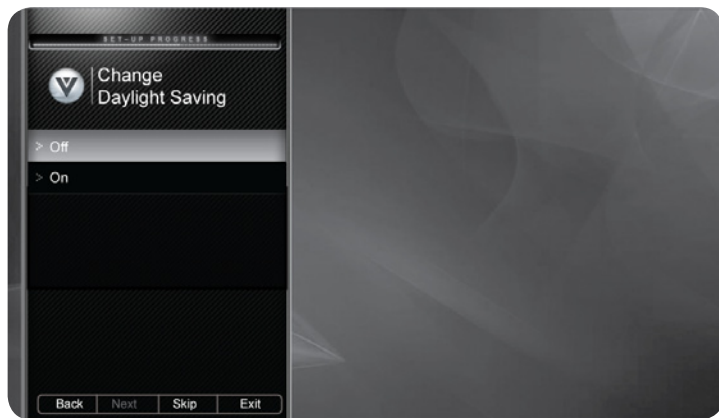 SET-UP PROGRESS
Change
Daylight Saving
> Off
> On
Back Next Skip Exit